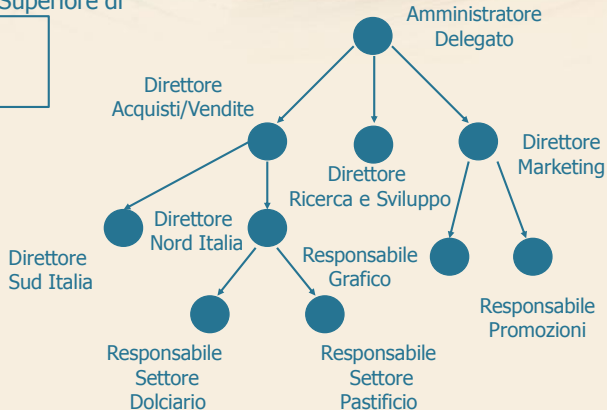 Superiore di
Amministratore
Delegato
Direttore
Acquisti/Vendite
Direttore
Ricerca e Sviluppo
Direttore
Marketing
Direttore
Sud Italia
Direttore
Nord Italia
Responsabile
Grafico
Responsabile
Promozioni
Responsabile
Settore
Dolciario
Responsabile
Settore
Pastificio